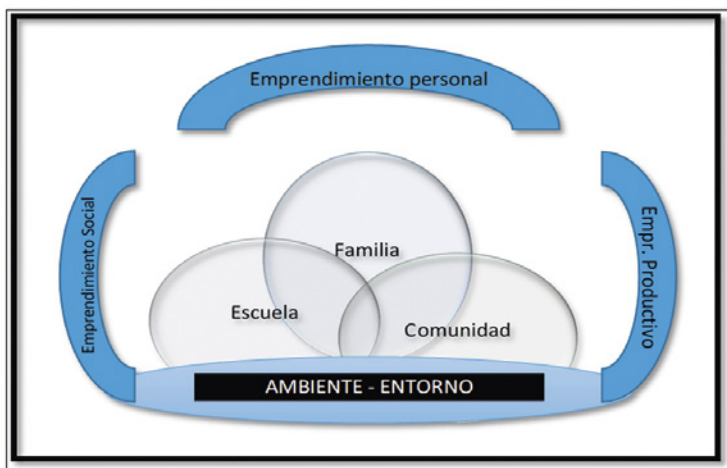 Emprendimiento personal
Emprendimiento Social
Empr. Productivo
Familia
Escuela
Comunidad
AMBIENTE - ENTORNO